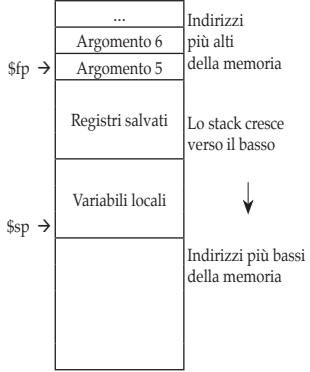 ...
Argomento 6
$fp → Argomento 5
Registri salvati
Variabili locali
$sp →
Indirizzi
più alti
della memoria
Lo stack cresce
verso il basso
Indirizzi più bassi
della memoria